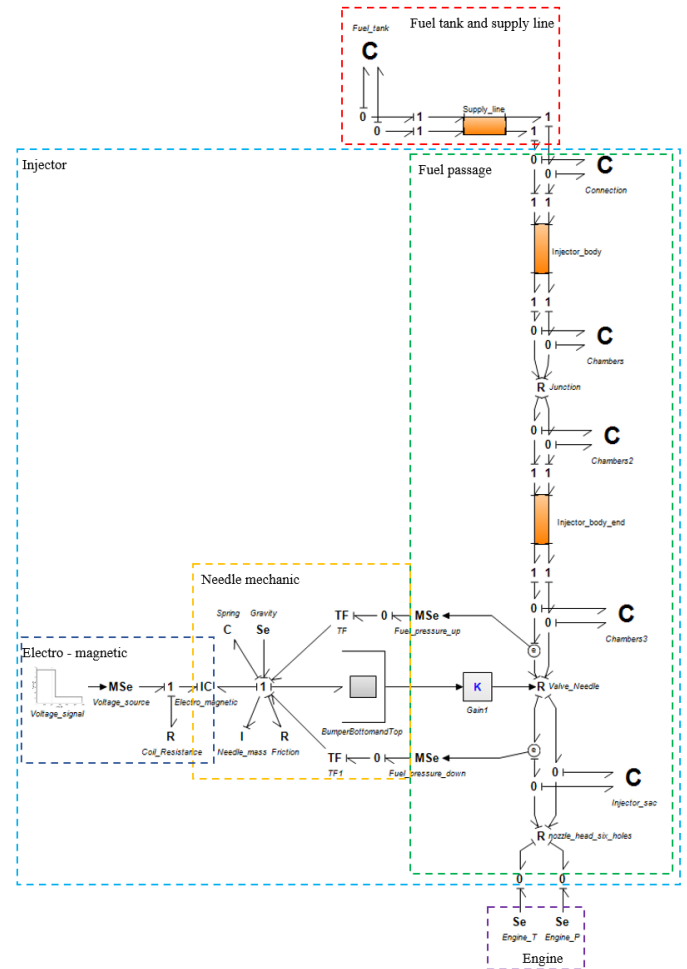 Fuel tank and supply line
Fuel_tank
C
Supply_line
0 1 1
0 1 1
Injector
Fuel passage
0
0
C
Connection
1 1
Injector_body
1 1
0
0
C
Chambers
R Junction
0
0
C
Chambers2
1 1
Injector_body_end
1 1
Needle mechanic
0
0
C
Chambers3
Spring Gravity
C Se
TF 0 MSe
TF Fuel_pressure_up
e
Electro - magnetic
MSe 1 IC 1 K R Valve_Needle
Voltage_signal Voltage_source Electro_magnetic Gain1
BumperBottomandTop
R I R
Coil_Resistance Needle_mass Friction
TF 0 MSe
TF1 Fuel_pressure_down
e
0
0
C
Injector_sac
R nozzle_head_six_holes
0 0
Se Se
Engine_T Engine_P
Engine